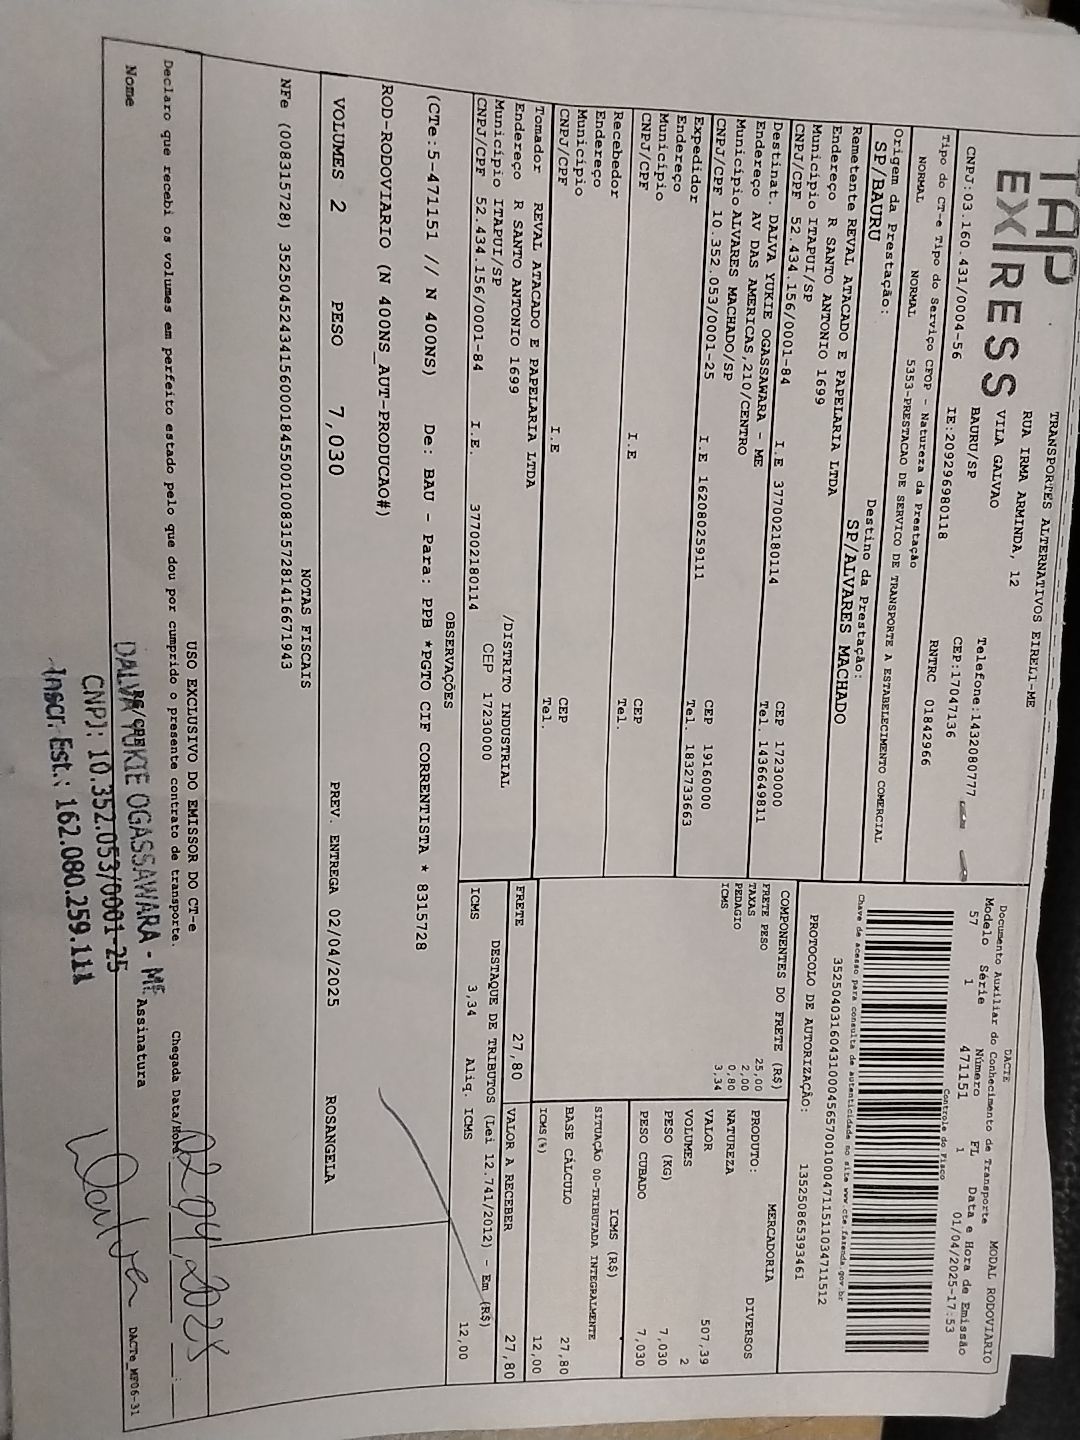 TAP
EX|RESS
TRANSPORTES ALTERNATIVOS EIRELI-ME
RUA IRMA ARMINDA, 12
VILA GALVAO
BAURU/SP
Telefone:1432080777
CEP:17047136
CNPJ:03.160.431/0004-56 IE:209296980118 RNTRC 01842966
Tipo do CT-e Tipo do Serviço CFOP - Natureza da Prestação
NORMAL NORMAL 5353-PRESTACAO DE SERVICO DE TRANSPORTE A ESTABELECIMENTO COMERCIAL
Origem da Prestação: Destino da Prestação:
SP/BAURU SP/ALVARES MACHADO
Remetente REVAL ATACADO E PAPELARIA LTDA
Endereço R SANTO ANTONIO 1699
Município ITAPUI/SP CEP 17230000
CNPJ/CPF 52.434.156/0001-84 I.E 377002180114 Tel. 1436649811
Destinat. DALVA YUKIE OGASSAWARA - ME
Endereço AV DAS AMERICAS,210/CENTRO
Município ALVARES MACHADO/SP CEP 19160000
CNPJ/CPF 10.352.053/0001-25 I.E 162080259111 Tel. 1832733663
Expedidor
Endereço
Município CEP
CNPJ/CPF I.E Tel.
Recebedor
Endereço
Município CEP
CNPJ/CPF I.E Tel.
Tomador REVAL ATACADO E PAPELARIA LTDA
Endereço R SANTO ANTONIO 1699 /DISTRITO INDUSTRIAL
Município ITAPUI/SP CEP 17230000
CNPJ/CPF 52.434.156/0001-84 I.E. 377002180114
DACTE MODAL RODOVIARIO
Documento Auxiliar do Conhecimento de Transporte
Modelo Série Número FL Data e Hora de Emissão
57 1 471151 1 01/04/2025-17:53
Controle do Fisco
Chave de acesso para consulta de autenticidade no site www.cte.fazenda.gov.br
35250403160431000456570010004711511034711512
PROTOCOLO DE AUTORIZAÇÃO: 135250865393461
COMPONENTES DO FRETE (R$)
FRETE PESO 25,00
TAXAS 2,00
PEDAGIO 0,80
ICMS 3,34
MERCADORIA
PRODUTO: DIVERSOS
NATUREZA
VALOR 507,39
VOLUMES 2
PESO (KG) 7,030
PESO CUBADO 7,030
ICMS (R$)
SITUAÇÃO 00-TRIBUTADA INTEGRALMENTE
BASE CÁLCULO 27,80
ICMS(%) 12,00
FRETE 27,80 VALOR A RECEBER 27,80
DESTAQUE DE TRIBUTOS (Lei 12.741/2012) - Em (R$)
ICMS 3,34 Aliq. ICMS 12,00
OBSERVAÇÕES
(CTe:5-471151 // N 400NS) De: BAU - Para: PPB *PGTO CIF CORRENTISTA * 8315728
ROD-RODOVIARIO (N 400NS_AUT-PRODUCAO#)
VOLUMES 2 PESO 7,030 PREV. ENTREGA 02/04/2025 ROSANGELA
NOTAS FISCAIS
NFe (008315728) 35250452434156000184550010083157281416671943
USO EXCLUSIVO DO EMISSOR DO CT-e
Declaro que recebi os volumes em perfeito estado pelo que dou por cumprido o presente contrato de transporte. Chegada Data/Hora 02 04 2025
Nome RG/CPF Assinatura
DALVA YUKIE OGASSAWARA - ME
CNPJ: 10.352.053/0001-25
Inscr. Est.: 162.080.259.111
DACTe_MF06-31